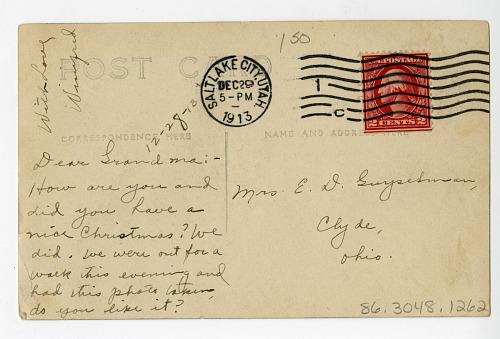 150
POST CARD
With Love
Winifred
SALT LAKE CITY, UTAH.
DEC 29
5-PM
1913
1
C
U.S. POSTAGE
2 CENTS 2
CORRESPONDENCE HERE
NAME AND ADDRESS HERE
12-28-13
Dear Grandma:-
How are you and
did you have a
nice Christmas? We
did. We were out for a
walk this evening and
had this photo taken,
do you like it?
Mrs. E. D.
Clyde,
Ohio.
86.3048.1262